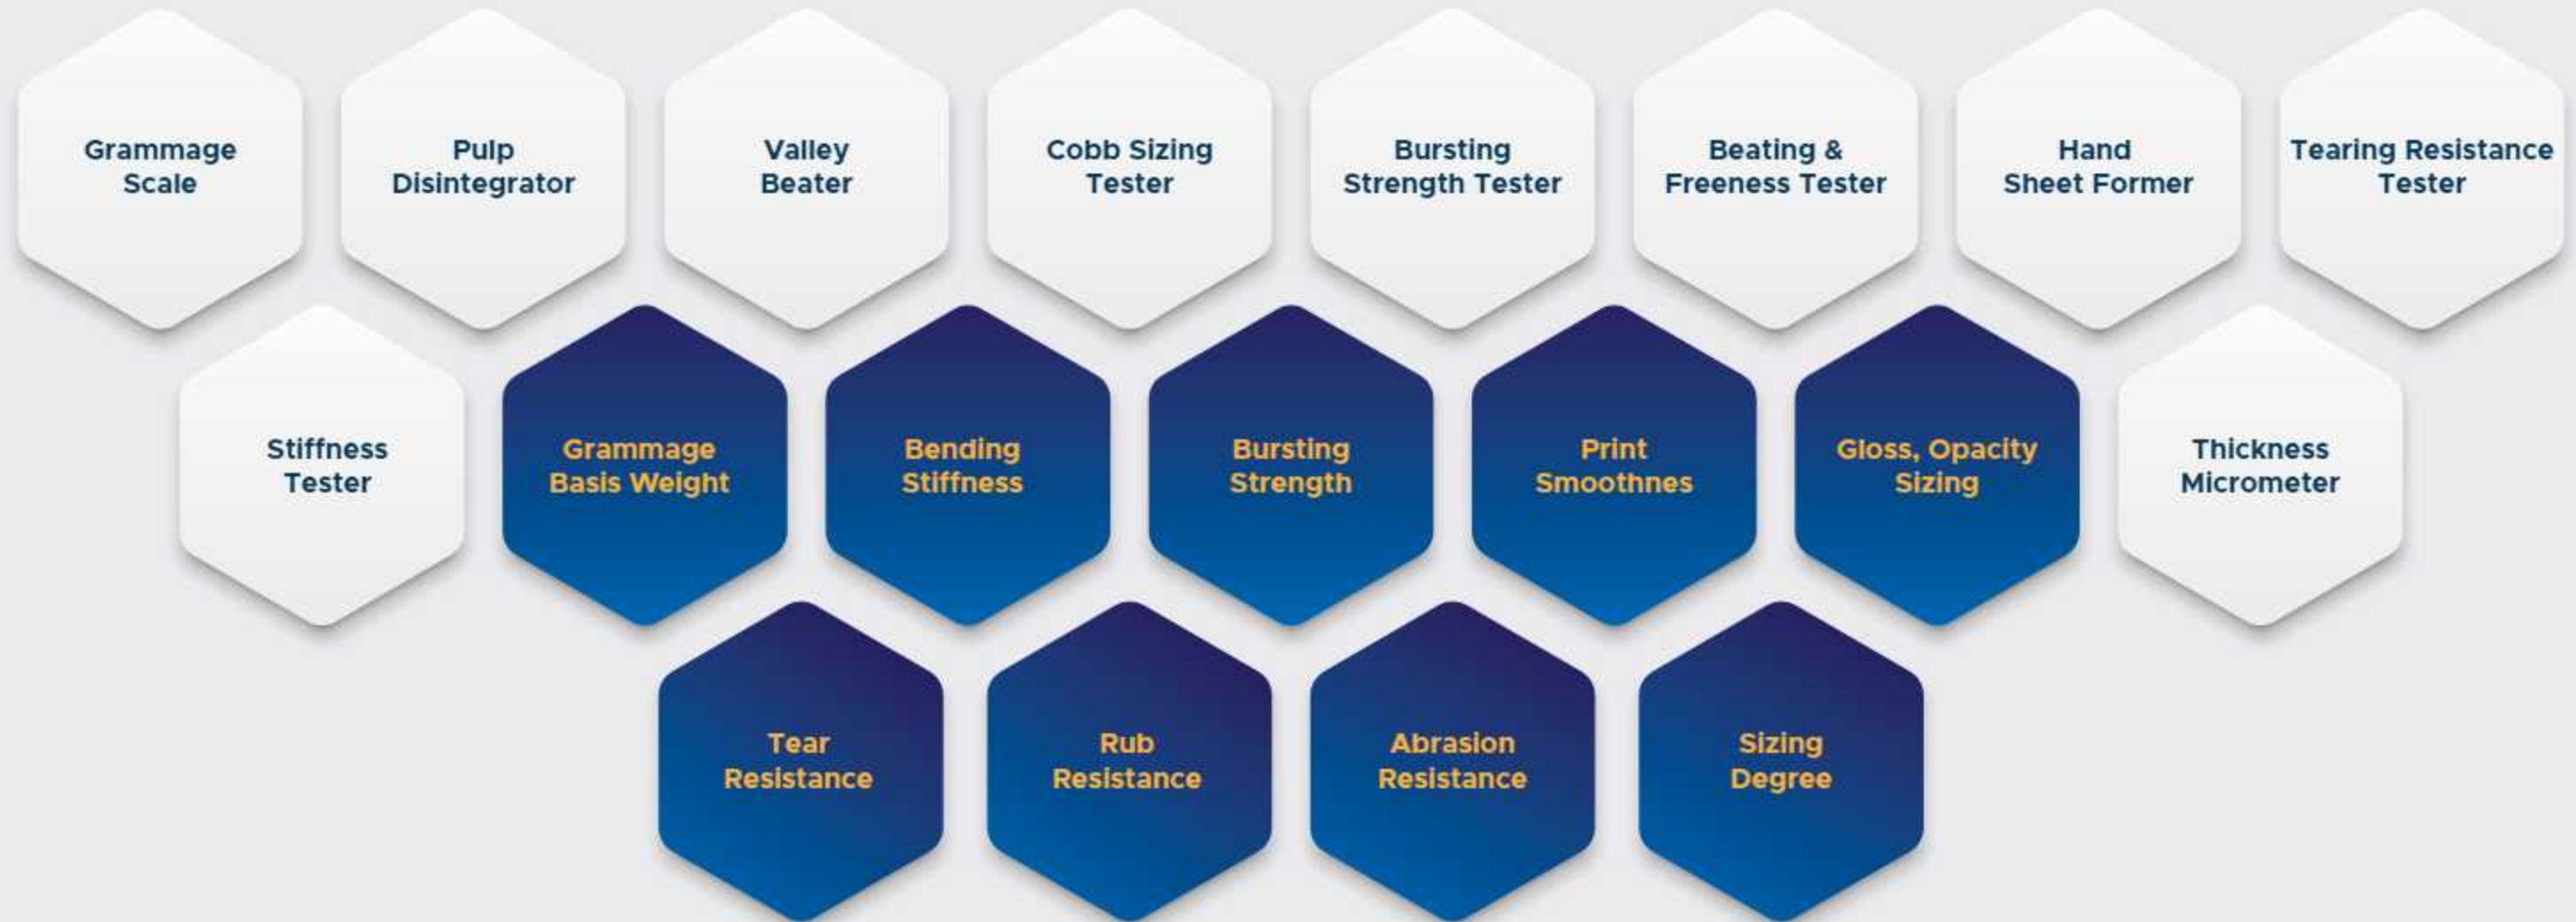 Grammage
Scale
Pulp
Disintegrator
Valley
Beater
Cobb Sizing
Tester
Bursting
Strength Tester
Beating &
Freeness Tester
Hand
Sheet Former
Tearing Resistance
Tester
Stiffness
Tester
Grammage
Basis Weight
Bending
Stiffness
Bursting
Strength
Print
Smoothnes
Gloss, Opacity
Sizing
Thickness
Micrometer
Tear
Resistance
Rub
Resistance
Abrasion
Resistance
Sizing
Degree